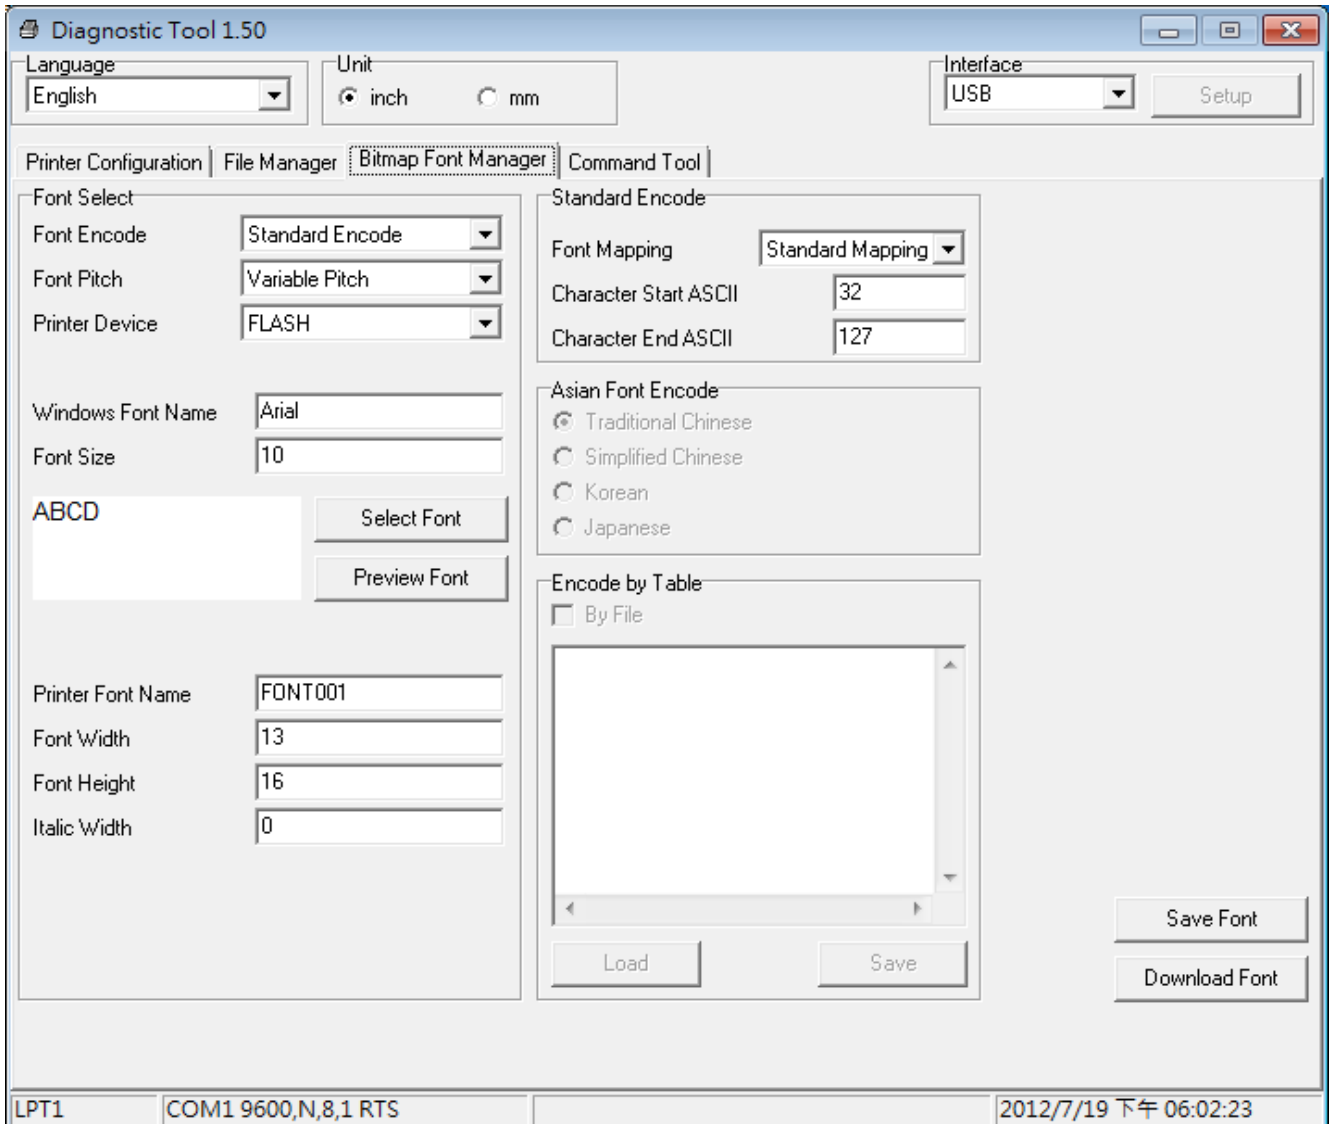 Diagnostic Tool 1.50
Language
English
Unit
inch
mm
Interface
USB
Setup
Printer Configuration
File Manager
Bitmap Font Manager
Command Tool
Font Select
Font Encode
Standard Encode
Font Pitch
Variable Pitch
Printer Device
FLASH
Windows Font Name
Arial
Font Size
10
ABCD
Select Font
Preview Font
Printer Font Name
FONT001
Font Width
13
Font Height
16
Italic Width
0
Standard Encode
Font Mapping
Standard Mapping
Character Start ASCII
32
Character End ASCII
127
Asian Font Encode
Traditional Chinese
Simplified Chinese
Korean
Japanese
Encode by Table
By File
Load
Save
Save Font
Download Font
LPT1
COM1 9600,N,8,1 RTS
2012/7/19 下午 06:02:23